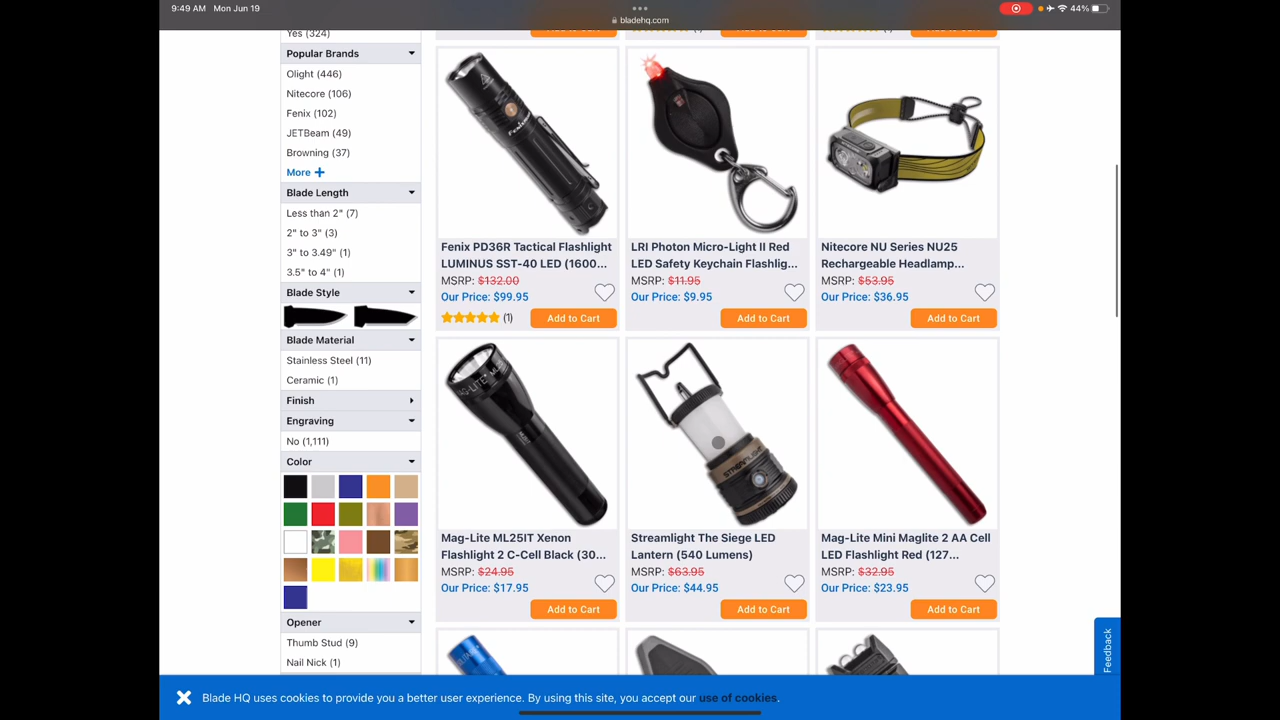 9:49 AM Mon Jun 19
44%
bladehq.com
Yes (324)
Popular Brands
Olight (446)
Nitecore (106)
Fenix (102)
JETBeam (49)
Browning (37)
More +
Blade Length
Less than 2" (7)
2" to 3" (3)
3" to 3.49" (1)
3.5" to 4" (1)
Blade Style
Blade Material
Stainless Steel (11)
Ceramic (1)
Finish
Engraving
No (1,111)
Color
Opener
Thumb Stud (9)
Nail Nick (1)
Fenix PD36R Tactical Flashlight
LUMINUS SST-40 LED (1600...
MSRP: $132.00
Our Price: $99.95
(1)
Add to Cart
LRI Photon Micro-Light II Red
LED Safety Keychain Flashlig...
MSRP: $11.95
Our Price: $9.95
Add to Cart
Nitecore NU Series NU25
Rechargeable Headlamp...
MSRP: $53.95
Our Price: $36.95
Add to Cart
Mag-Lite ML25IT Xenon
Flashlight 2 C-Cell Black (30...
MSRP: $24.95
Our Price: $17.95
Add to Cart
Streamlight The Siege LED
Lantern (540 Lumens)
MSRP: $63.95
Our Price: $44.95
Add to Cart
Mag-Lite Mini Maglite 2 AA Cell
LED Flashlight Red (127...
MSRP: $32.95
Our Price: $23.95
Add to Cart
Feedback
Blade HQ uses cookies to provide you a better user experience. By using this site, you accept our use of cookies.